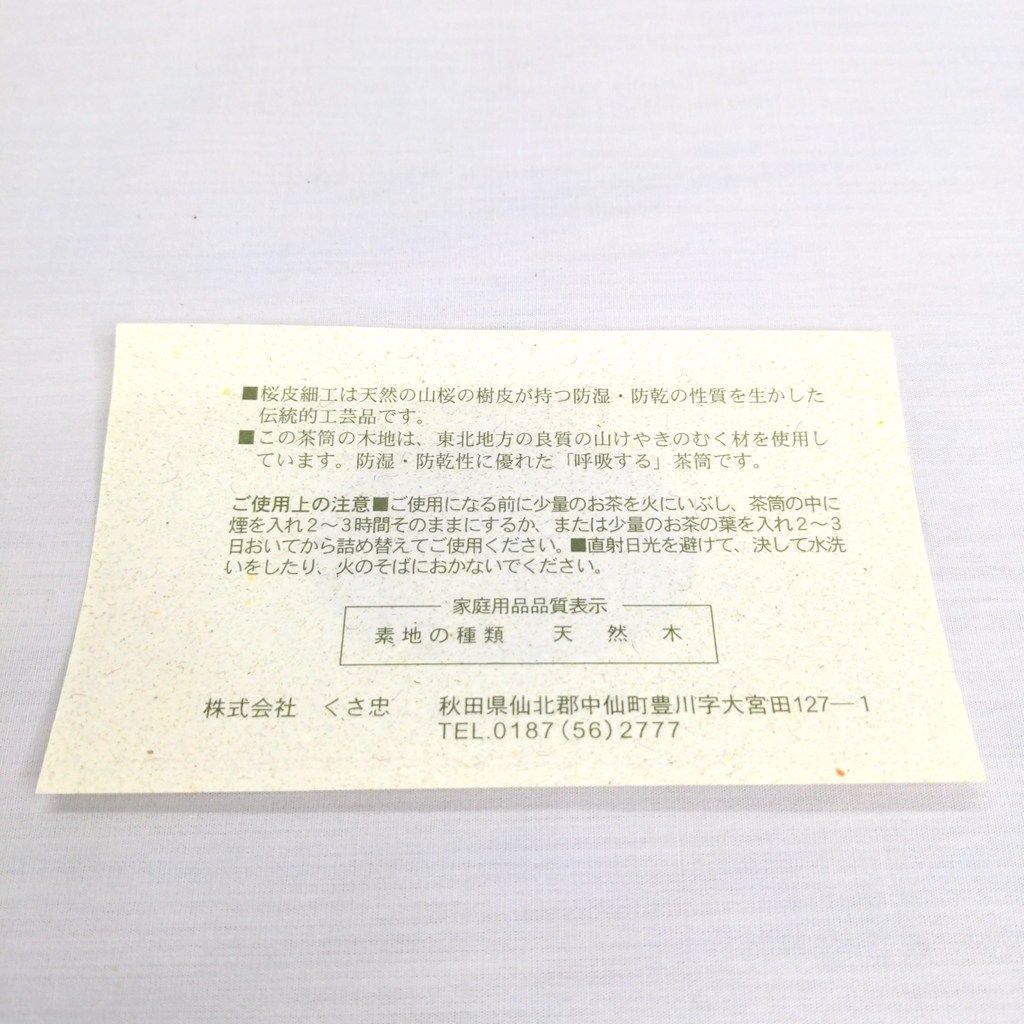 ■桜皮細工は天然の山桜の樹皮が持つ防湿・防乾の性質を生かした
伝統的工芸品です。
■この茶筒の木地は、東北地方の良質の山けやきのむく材を使用し
ています。防湿・防乾性に優れた「呼吸する」茶筒です。
ご使用上の注意■ご使用になる前に少量のお茶を火にいぶし、茶筒の中に
煙を入れ2〜3時間そのままにするか、または少量のお茶の葉を入れ2〜3
日おいてから詰め替えてご使用ください。■直射日光を避けて、決して水洗
いをしたり、火のそばにおかないでください。
家庭用品品質表示
素地の種類 天然木
株式会社 くさ忠 秋田県仙北郡中仙町豊川字大宮田127―1
TEL.0187(56)2777